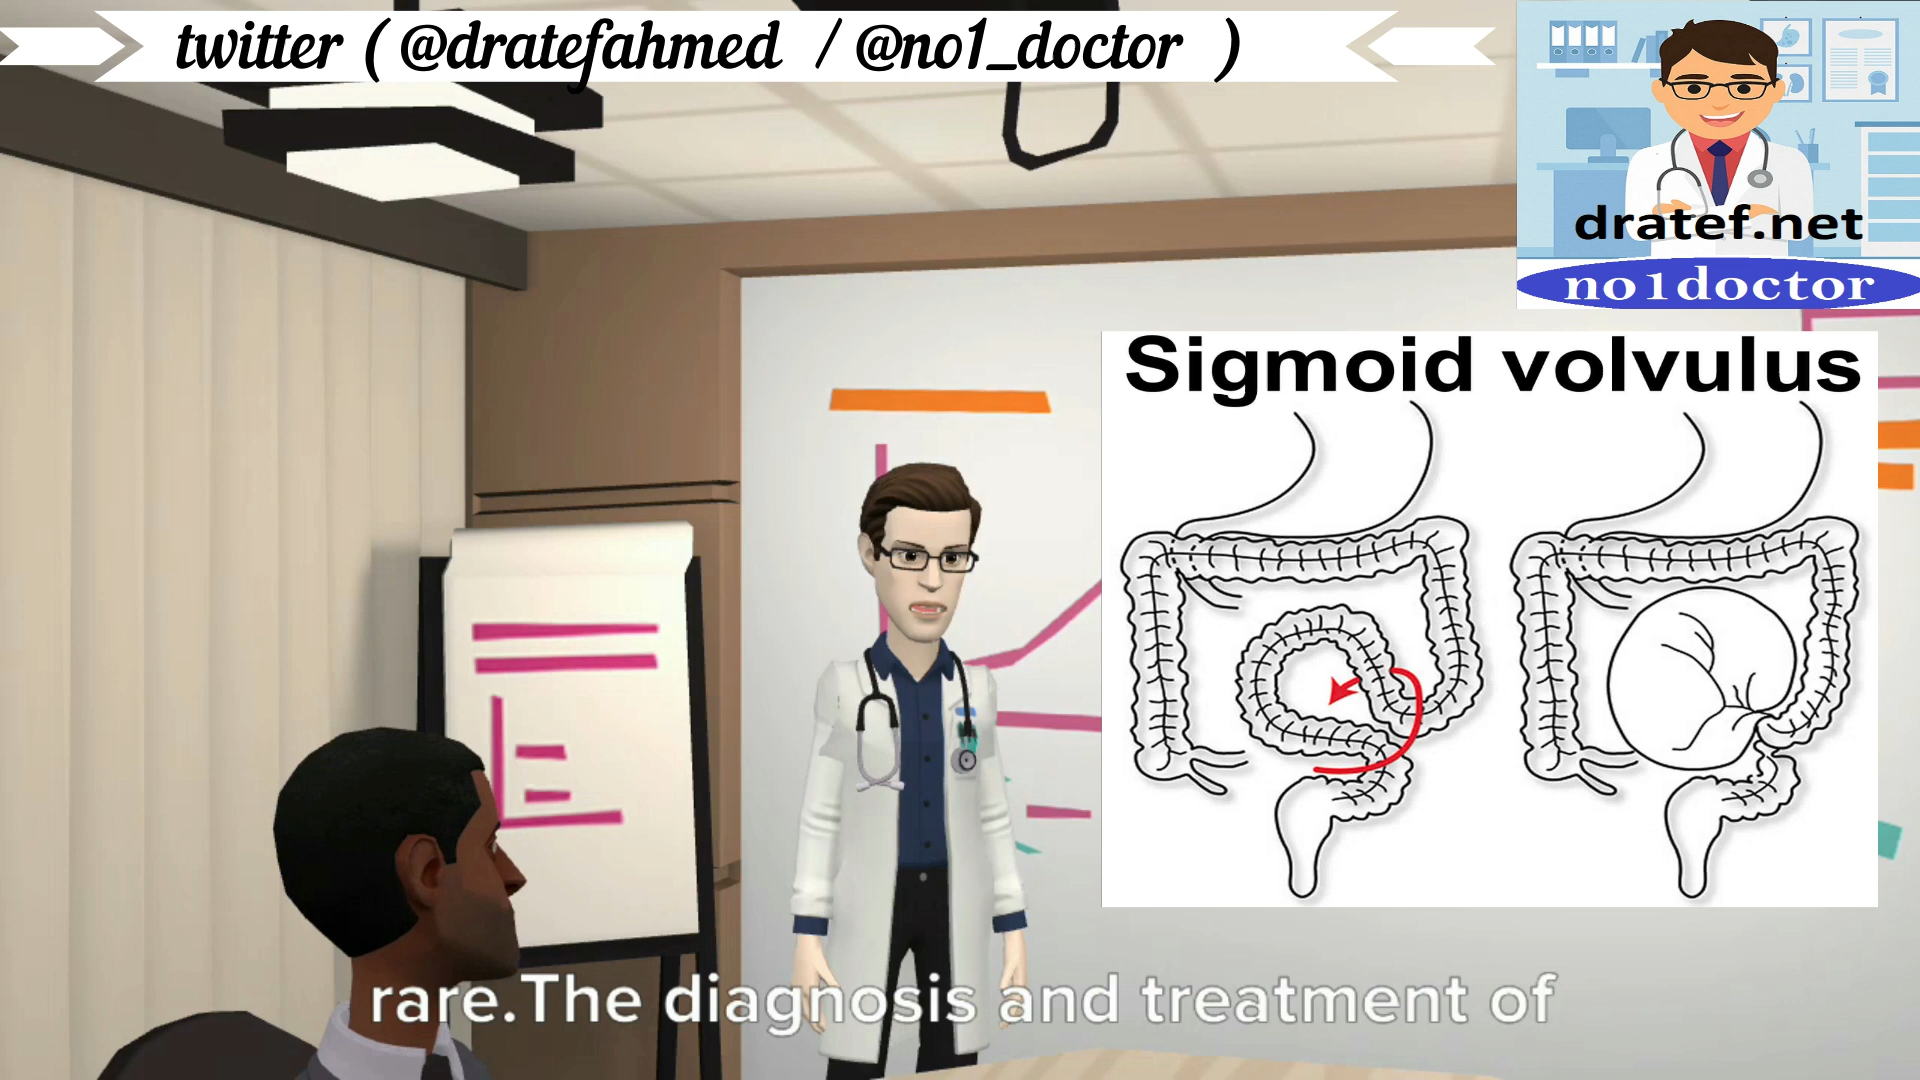 twitter ( @dratefahmed / @no1_doctor )
dratef.net
no1doctor
Sigmoid volvulus
rare.The diagnosis and treatment of